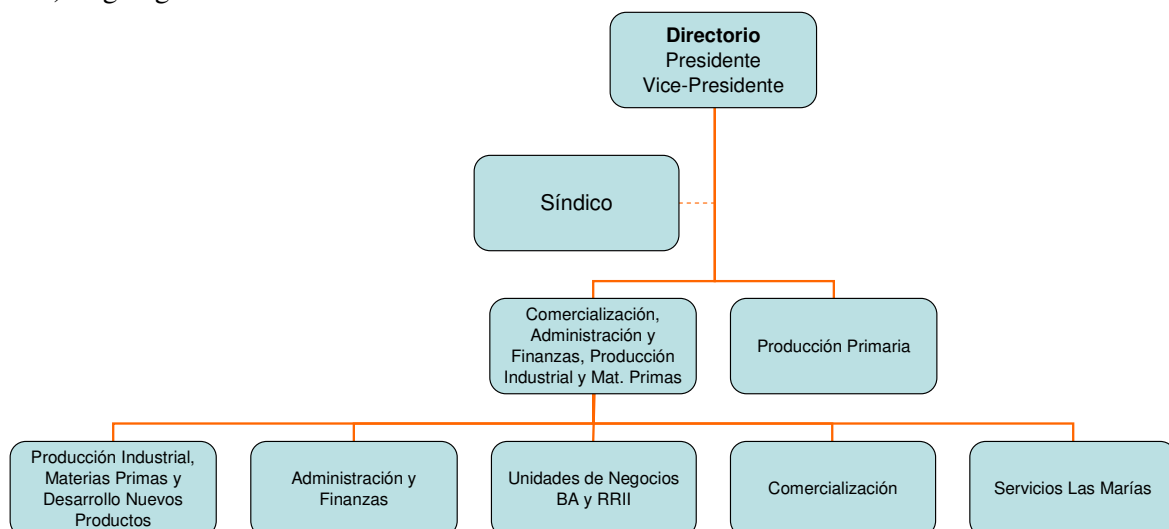 Directorio
Presidente
Vice-Presidente
Síndico
Comercialización,
Administración y
Finanzas, Producción
Industrial y Mat. Primas
Producción Primaria
Producción Industrial,
Materias Primas y
Desarrollo Nuevos
Productos
Administración y
Finanzas
Unidades de Negocios
BA y RRII
Comercialización
Servicios Las Marías